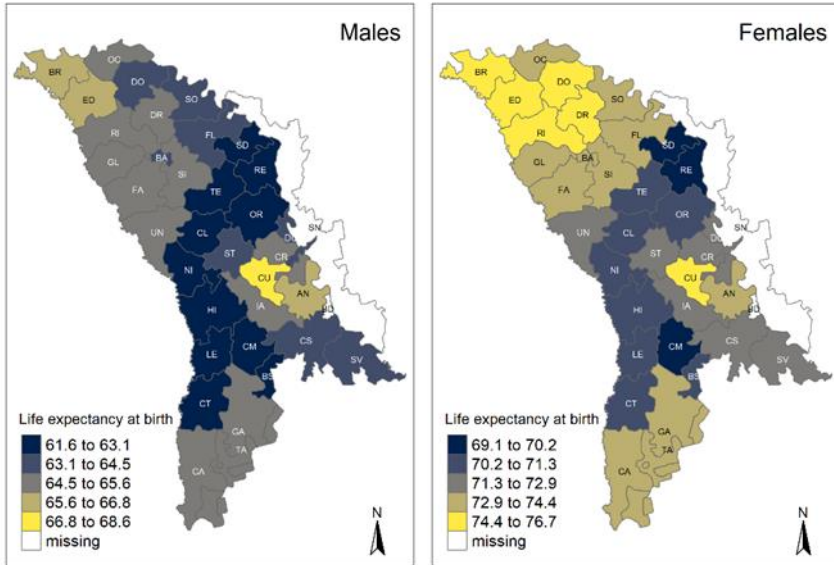 Males
OC
BR
DO
ED
SO
DR
RI
FL
BA
SD
GL
SI
RE
FA
TE
OR
UN
CL
SN
DU
ST
CR
NI
CU
AN
HI
IA
CS
LE
CM
SV
BS
CT
GA
TA
CA
Life expectancy at birth
61.6 to 63.1
63.1 to 64.5
64.5 to 65.6
65.6 to 66.8
66.8 to 68.6
missing
N
Females
OC
BR
DO
ED
SO
DR
RI
FL
BA
SD
GL
SI
RE
FA
TE
OR
UN
CL
SN
DU
ST
CR
NI
CU
AN
HI
IA
CS
LE
CM
SV
BS
CT
GA
TA
CA
Life expectancy at birth
69.1 to 70.2
70.2 to 71.3
71.3 to 72.9
72.9 to 74.4
74.4 to 76.7
missing
N